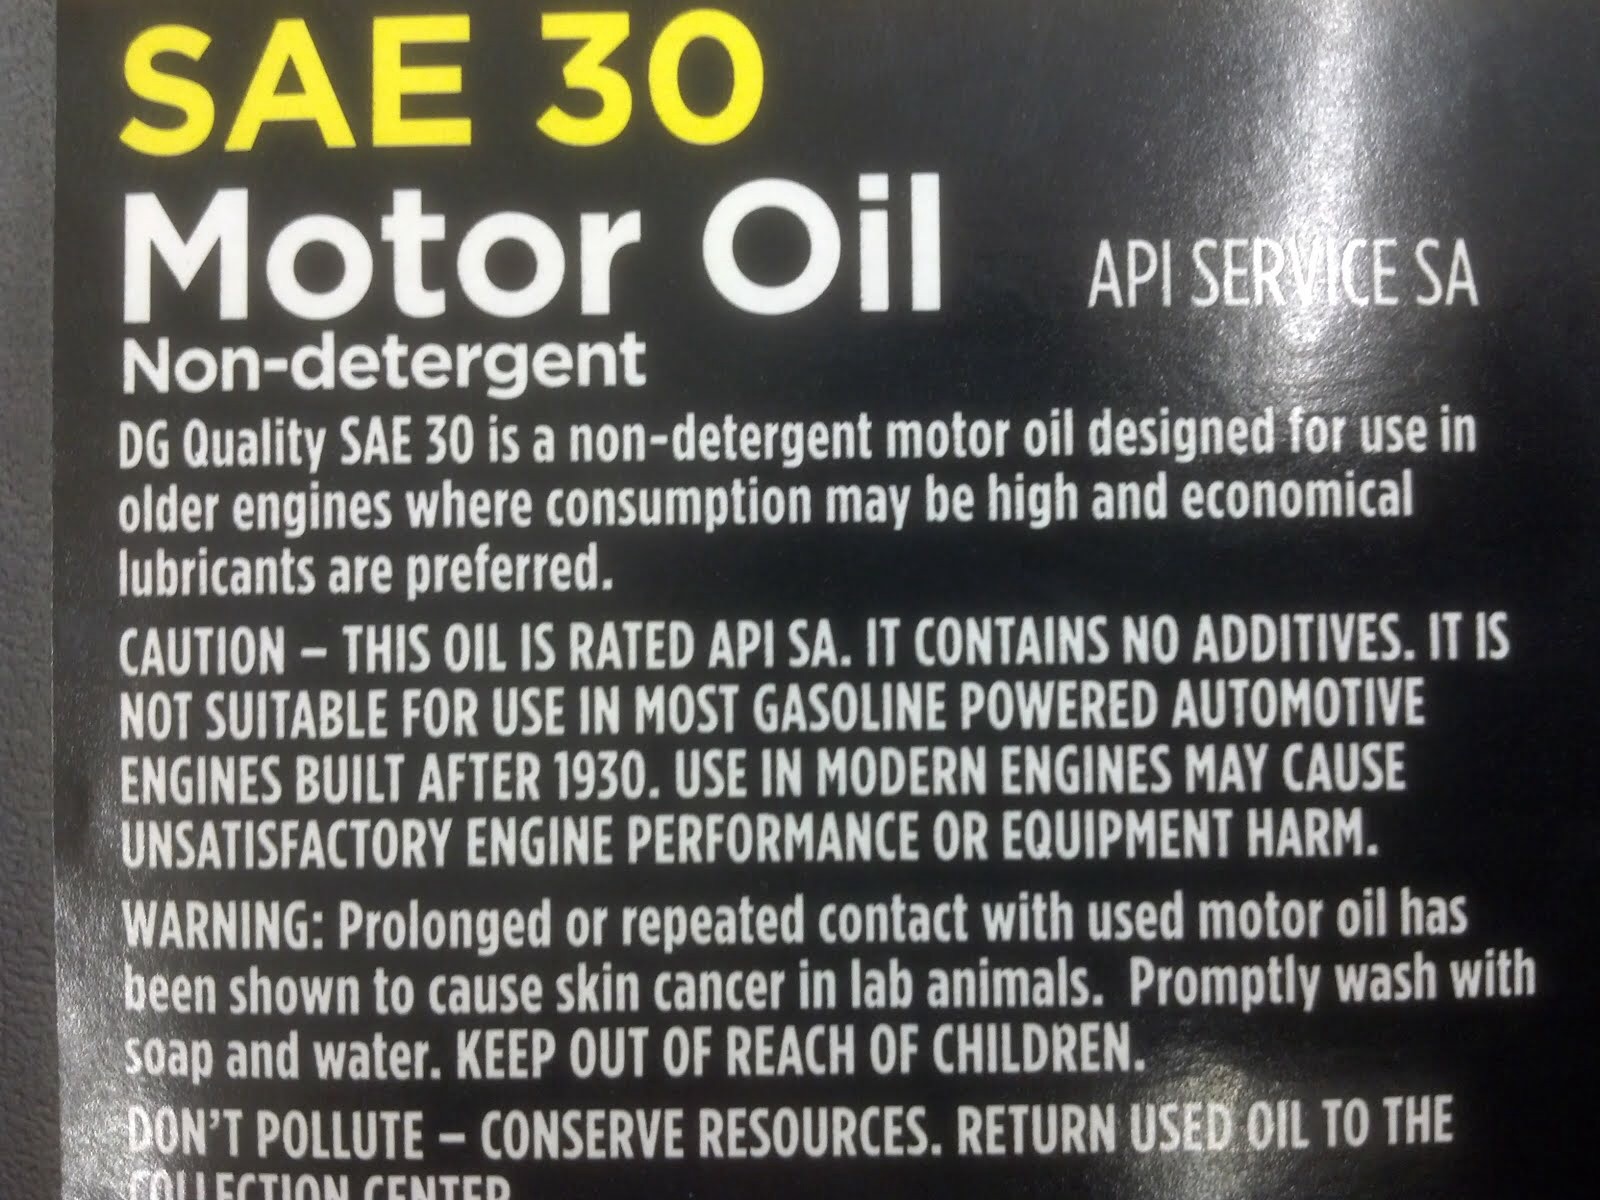 SAE 30
Motor Oil
API SERVICE SA
Non-detergent
DG Quality SAE 30 is a non-detergent motor oil designed for use in
older engines where consumption may be high and economical
lubricants are preferred.
CAUTION – THIS OIL IS RATED API SA. IT CONTAINS NO ADDITIVES. IT IS
NOT SUITABLE FOR USE IN MOST GASOLINE POWERED AUTOMOTIVE
ENGINES BUILT AFTER 1930. USE IN MODERN ENGINES MAY CAUSE
UNSATISFACTORY ENGINE PERFORMANCE OR EQUIPMENT HARM.
WARNING: Prolonged or repeated contact with used motor oil has
been shown to cause skin cancer in lab animals. Promptly wash with
soap and water. KEEP OUT OF REACH OF CHILDREN.
DON'T POLLUTE – CONSERVE RESOURCES. RETURN USED OIL TO THE
COLLECTION CENTER